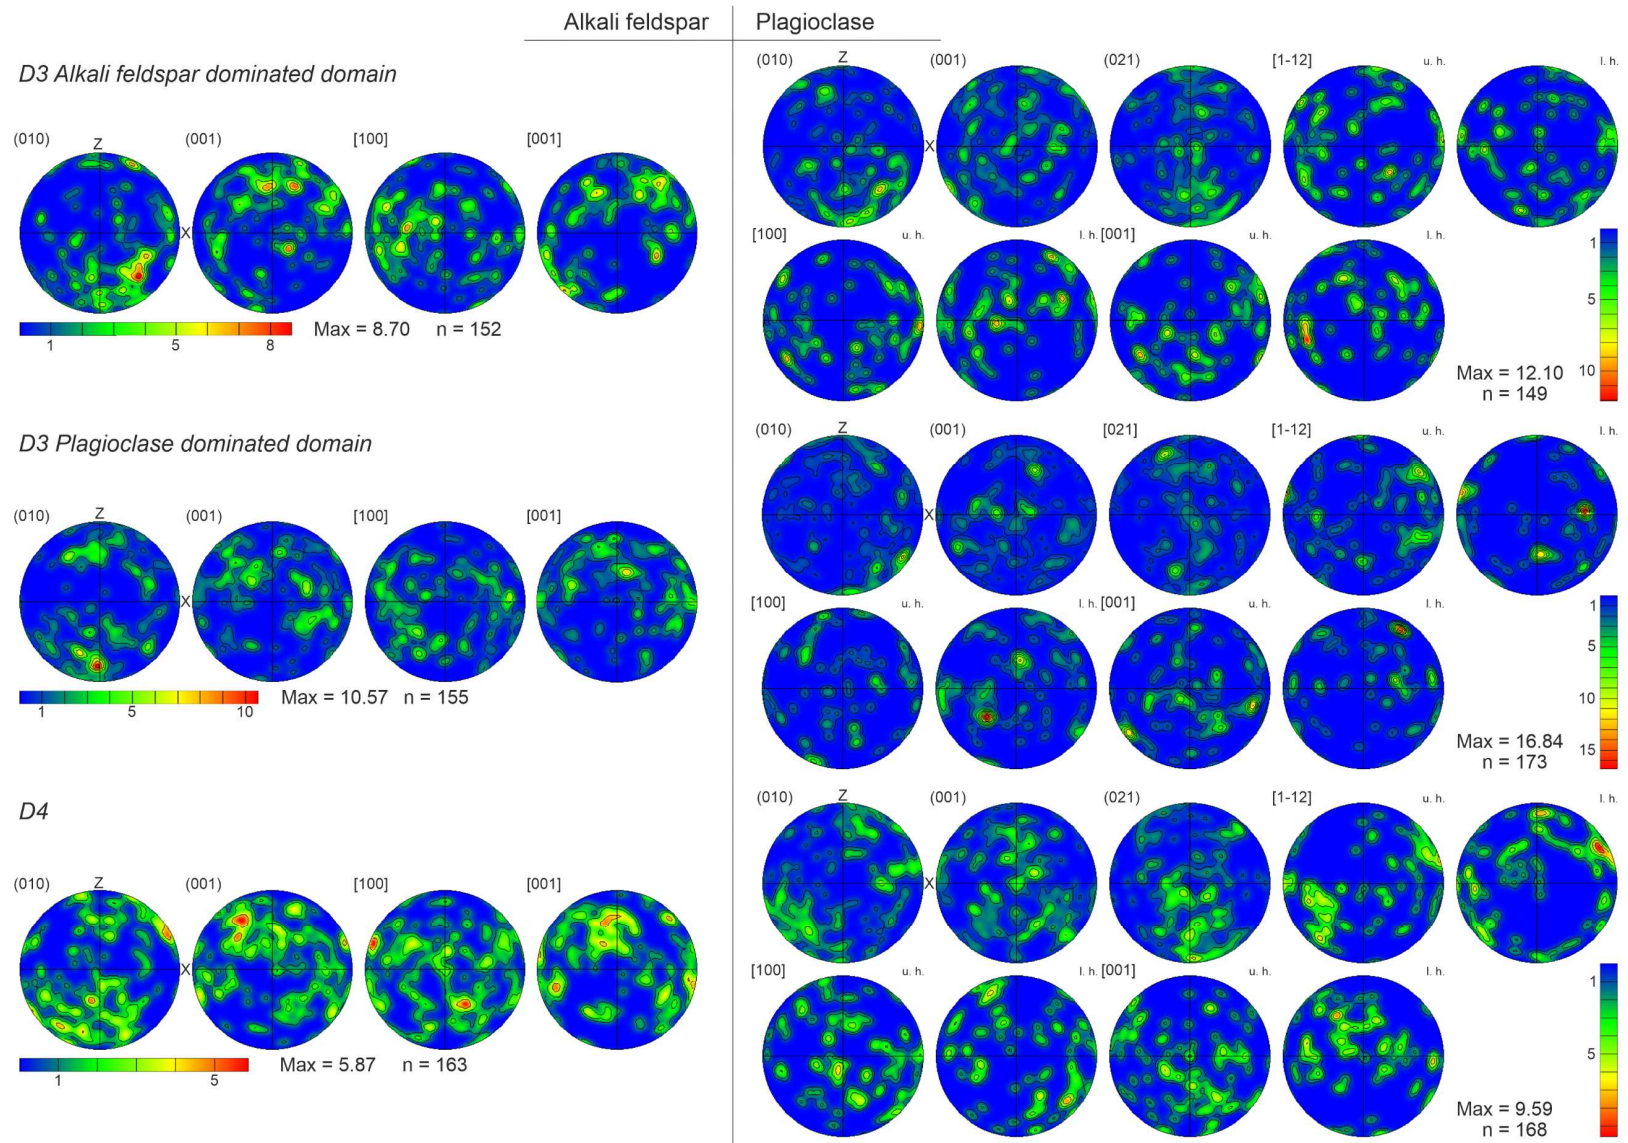 Alkali feldspar Plagioclase
D3 Alkali feldspar dominated domain
(010) Z (001) [100] [001]
X
1 5 8 Max = 8.70 n = 152
(010) Z (001) (021) [1-12] u. h. l. h.
X
[100] u. h. l. h. [001] u. h. l. h.
1
5
10
Max = 12.10
n = 149
D3 Plagioclase dominated domain
(010) Z (001) [100] [001]
X
1 5 10 Max = 10.57 n = 155
(010) Z (001) [021] [1-12] u. h. l. h.
X
[100] u. h. l. h. [001] u. h. l. h.
1
5
10
15
Max = 16.84
n = 173
D4
(010) Z (001) [100] [001]
X
1 5 Max = 5.87 n = 163
(010) Z (001) (021) [1-12] u. h. l. h.
X
[100] u. h. l. h. [001] u. h. l. h.
1
5
Max = 9.59
n = 168